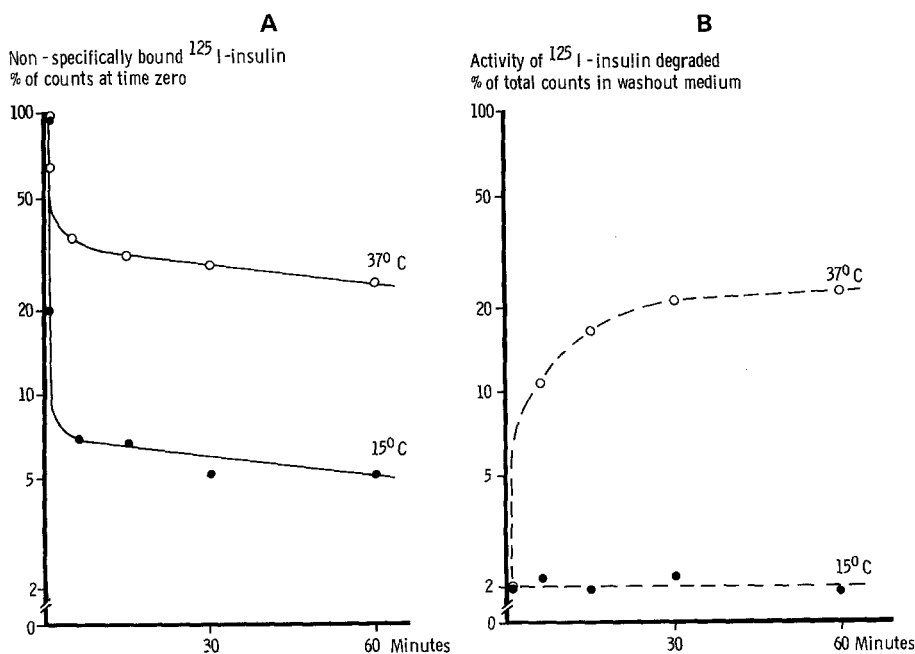 A
Non - specifically bound 125 I -insulin
% of counts at time zero
100
50
20
10
5
2
0
37⁰ C
15⁰ C
30
60 Minutes
B
Activity of 125 I - insulin degraded
% of total counts in washout medium
100
50
20
10
5
2
0
37⁰ C
15⁰ C
30
60 Minutes